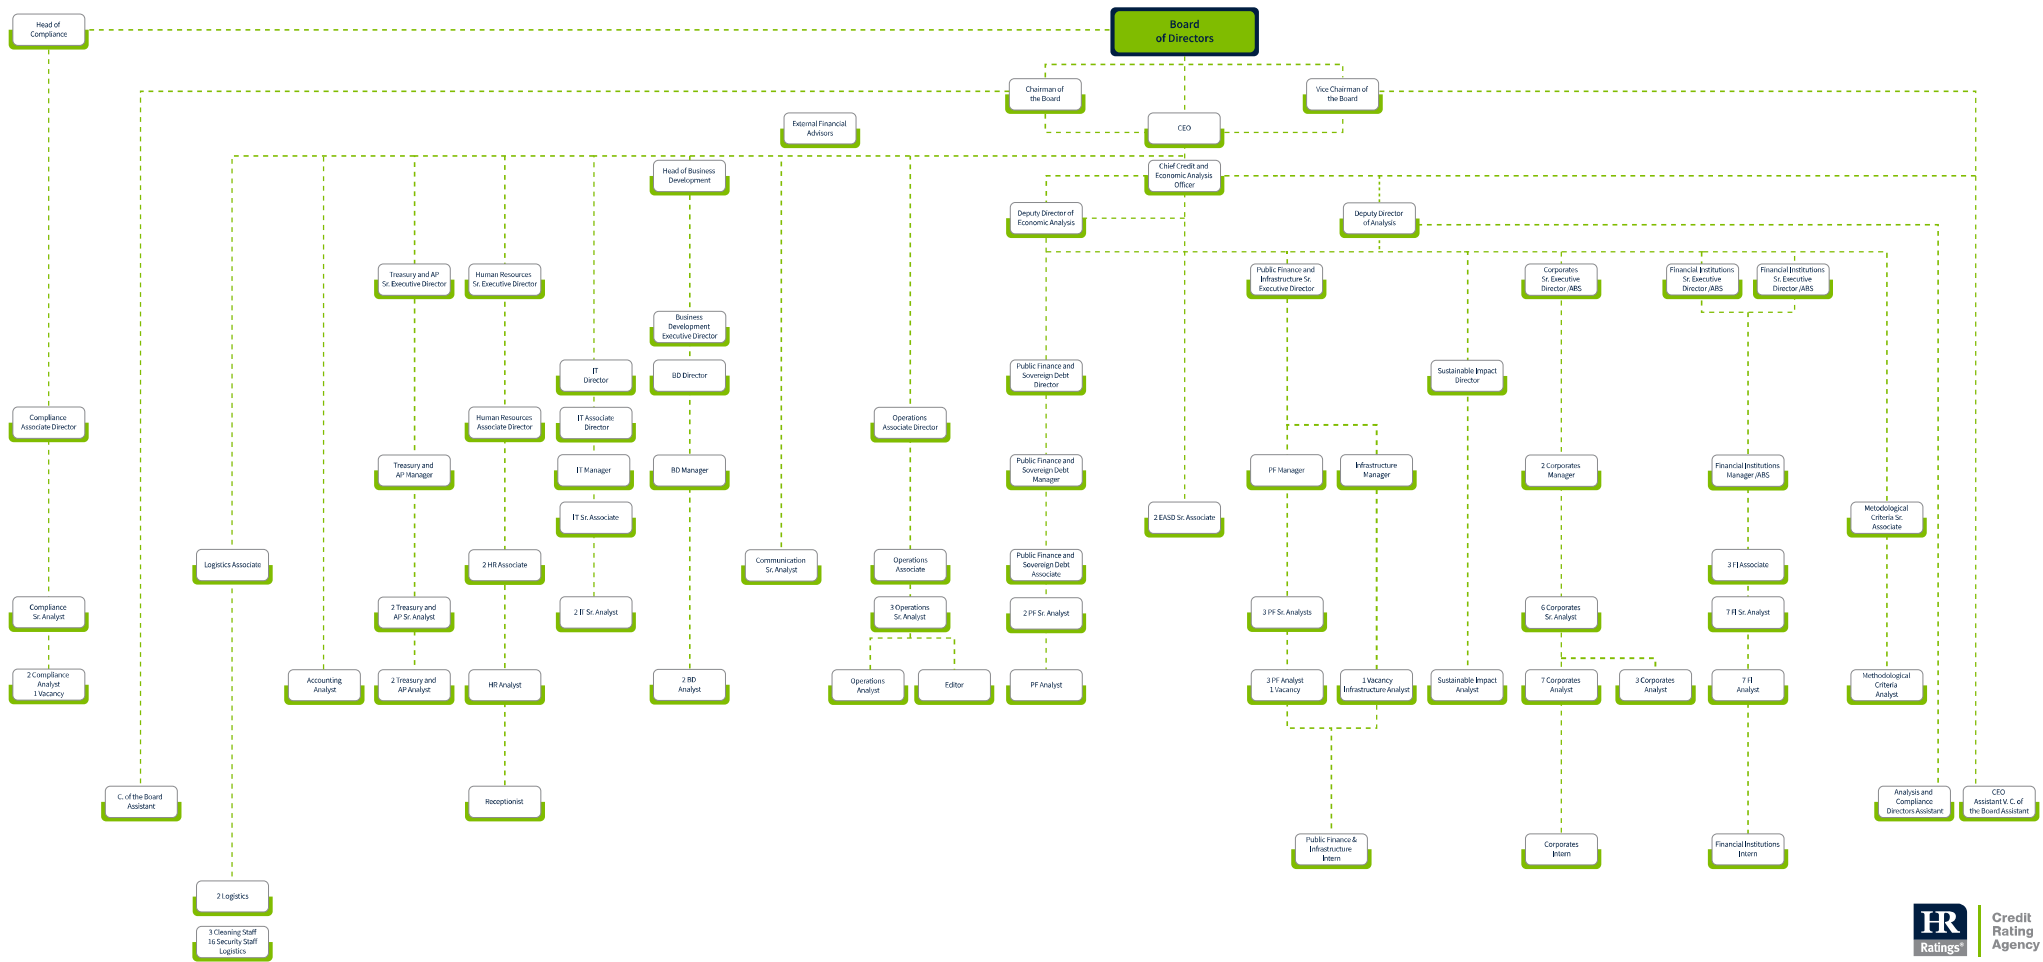 Head of
Compliance
Board
of Directors
Chairman of
the Board
Vice Chairman of
the Board
External Financial
Advisors
CEO
Head of Business
Development
Chief Credit and
Economic Analysis
Officer
Deputy Director of
Economic Analysis
Deputy Director
of Analysis
Treasury and AP
Sr. Executive Director
Human Resources
Sr. Executive Director
Public Finance and
Infrastructure Sr.
Executive Director
Corporates
Sr. Executive
Director /ABS
Financial Institutions
Sr. Executive
Director /ABS
Financial Institutions
Sr. Executive
Director /ABS
Business
Development
Executive Director
IT
Director
BD Director
Public Finance and
Sovereign Debt
Director
Sustainable Impact
Director
Compliance
Associate Director
Human Resources
Associate Director
IT Associate
Director
Operations
Associate Director
Treasury and
AP Manager
IT Manager
BD Manager
Public Finance and
Sovereign Debt
Manager
PF Manager
Infrastructure
Manager
2 Corporates
Manager
Financial Institutions
Manager /ABS
IT Sr. Associate
2 EASD Sr. Associate
Metodological
Criteria Sr.
Associate
Logistics Associate
2 HR Associate
Communication
Sr. Analyst
Operations
Associate
Public Finance and
Sovereign Debt
Associate
3 FI Associate
Compliance
Sr. Analyst
2 Treasury and
AP Sr. Analyst
2 IT Sr. Analyst
3 Operations
Sr. Analyst
2 PF Sr. Analyst
3 PF Sr. Analysts
6 Corporates
Sr. Analyst
7 FI Sr. Analyst
2 Compliance
Analyst
1 Vacancy
Accounting
Analyst
2 Treasury and
AP Analyst
HR Analyst
2 BD
Analyst
Operations
Analyst
Editor
PF Analyst
3 PF Analyst
1 Vacancy
1 Vacancy
Infrastructure Analyst
Sustainable Impact
Analyst
7 Corporates
Analyst
3 Corporates
Analyst
7 FI
Analyst
Methodological
Criteria
Analyst
C. of the Board
Assistant
Receptionist
Analysis and
Compliance
Directors Assistant
CEO
Assistant V. C. of
the Board Assistant
Public Finance &
Infrastructure
Intern
Corporates
Intern
Financial Institutions
Intern
2 Logistics
3 Cleaning Staff
16 Security Staff
Logistics
HR
Ratings®
Credit
Rating
Agency